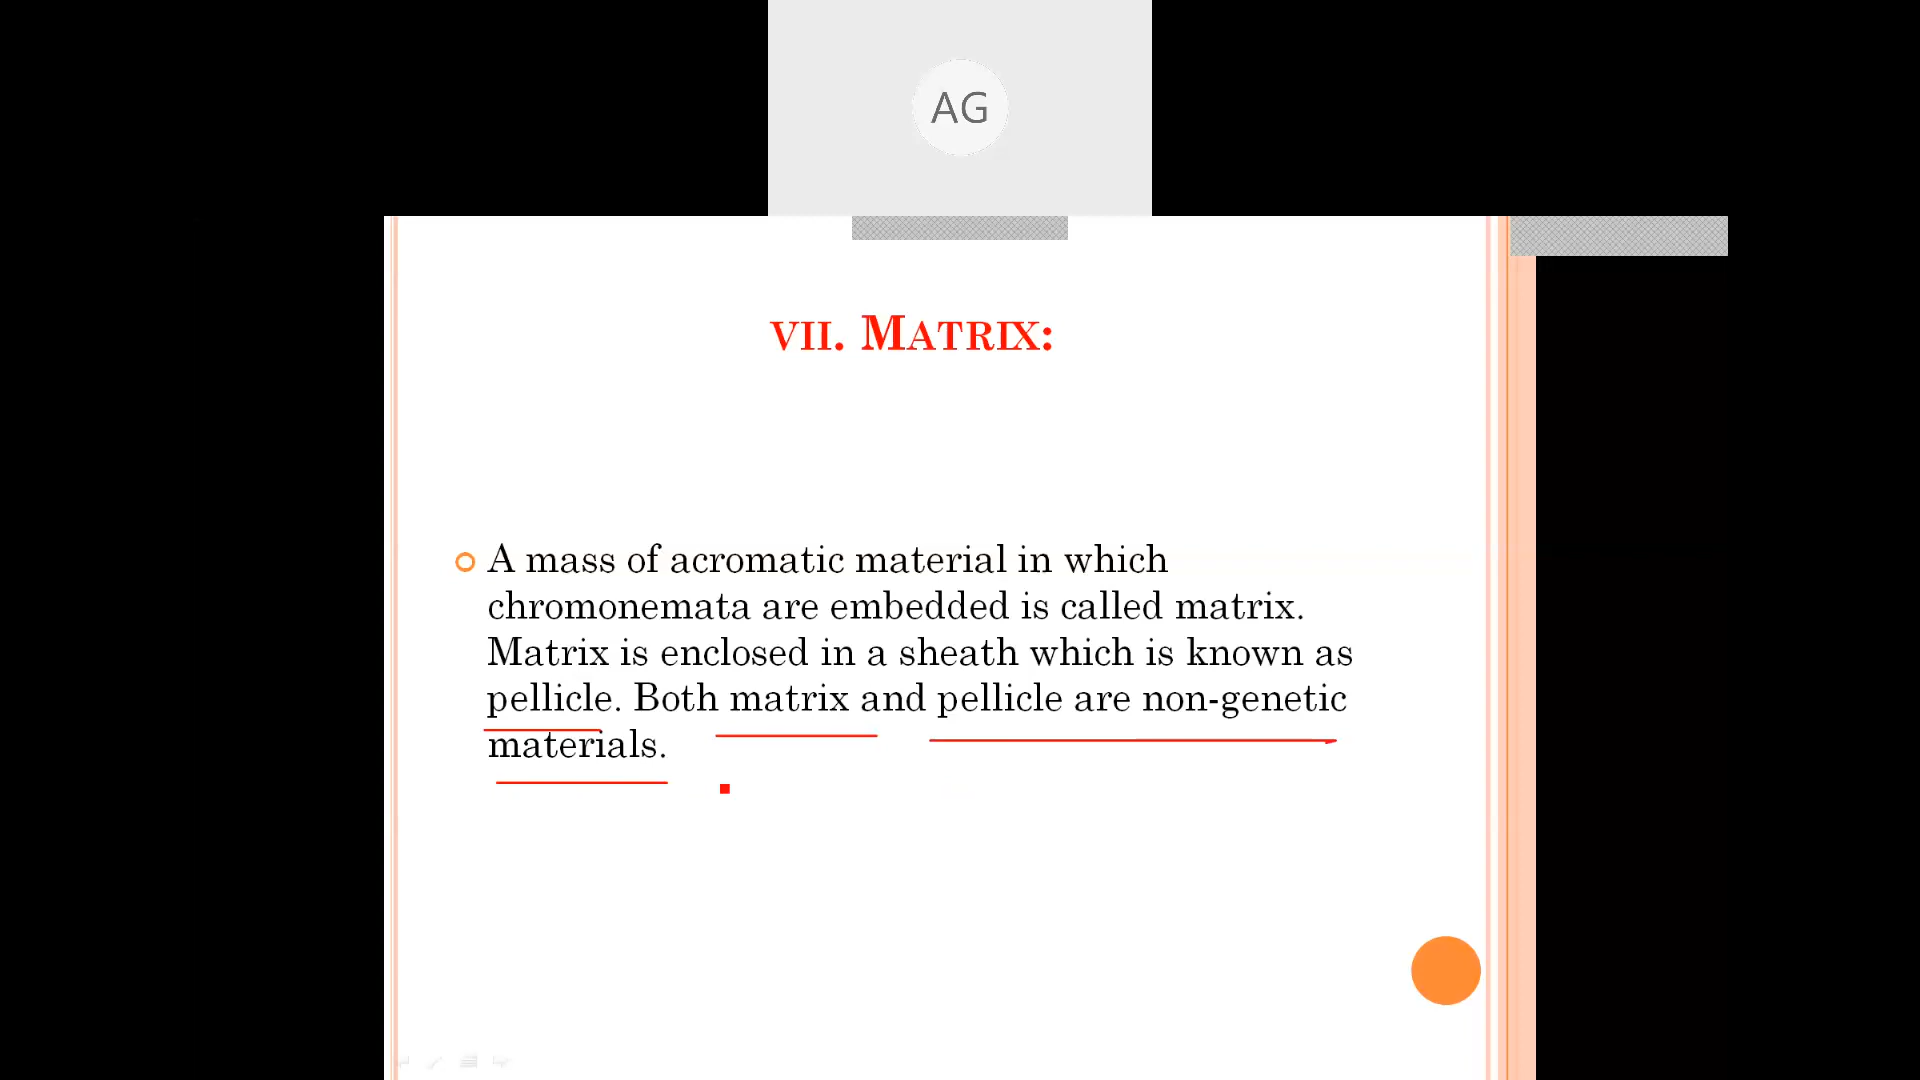 AG
VII. MATRIX:
A mass of acromatic material in which
chromonemata are embedded is called matrix.
Matrix is enclosed in a sheath which is known as
pellicle. Both matrix and pellicle are non-genetic
materials.